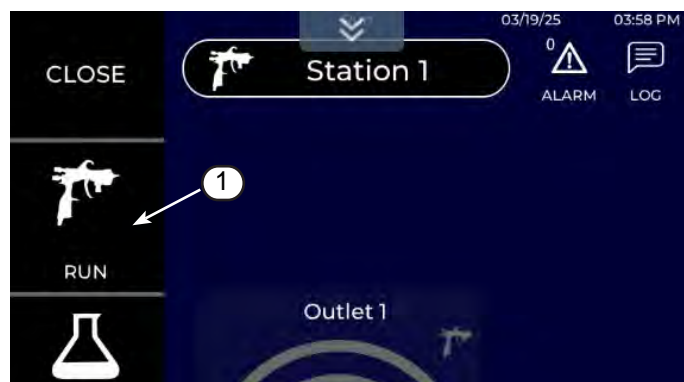 03/19/25 03:58 PM
CLOSE
Station 1
0
ALARM
LOG
1
RUN
Outlet 1